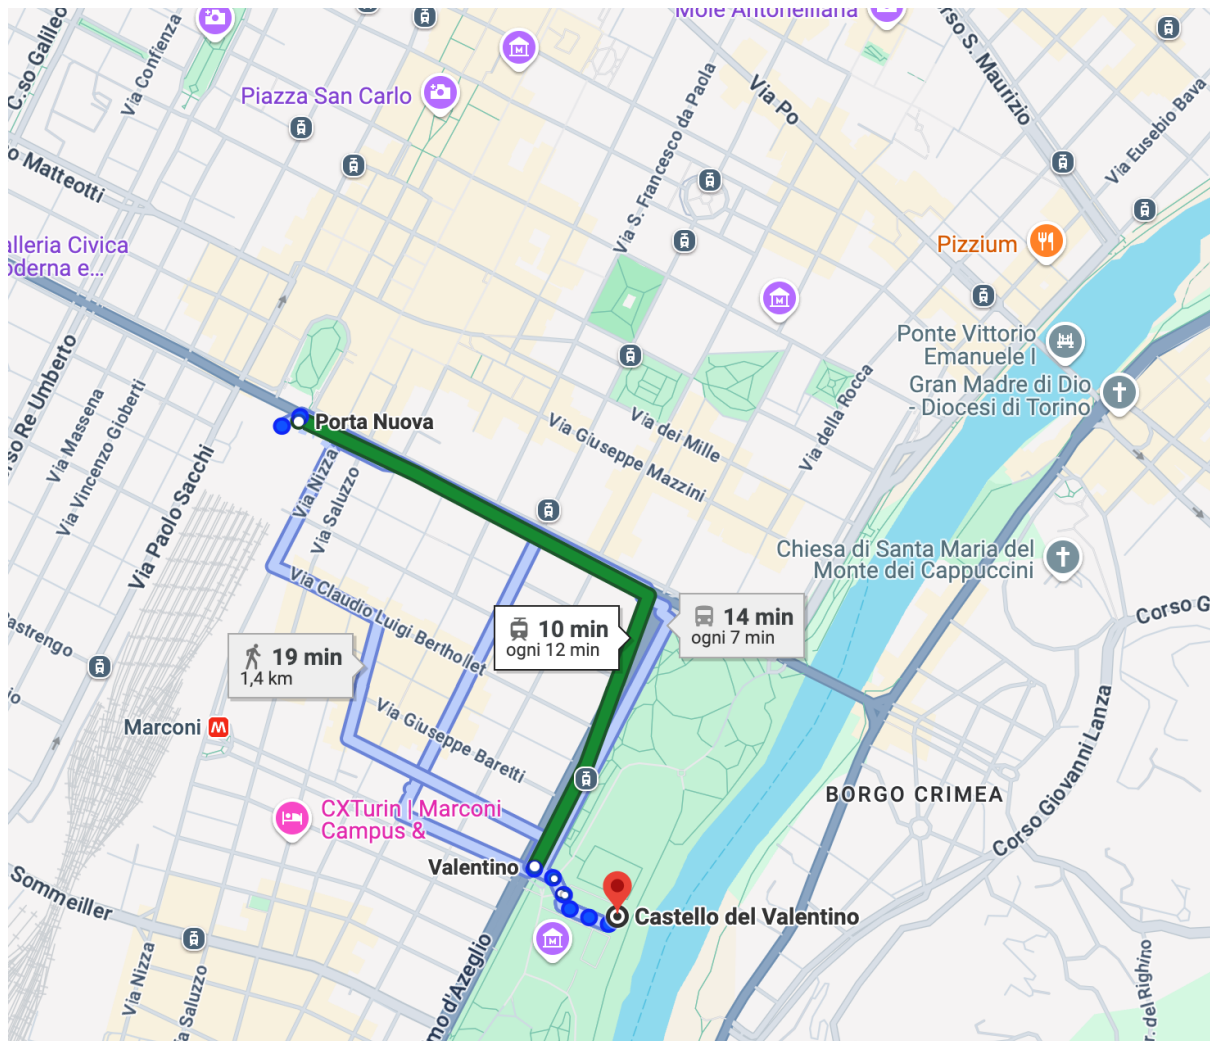 Mole Antonelliana
C.so Galileo
Via Confienza
Corso S. Maurizio
Piazza San Carlo
Via Po
Via S. Francesco da Paola
Via Eusebio Bava
o Matteotti
alleria Civica
oderna e...
Pizzium
Ponte Vittorio
Emanuele I
Gran Madre di Dio
- Diocesi di Torino
rso Re Umberto
Via Massena
Via Vincenzo Gioberti
Via Paolo Sacchi
Porta Nuova
Via Nizza
Via Saluzzo
Via dei Mille
Via Giuseppe Mazzini
Via della Rocca
Chiesa di Santa Maria del
Monte dei Cappuccini
Via Claudio Luigi Berthollet
10 min
ogni 12 min
14 min
ogni 7 min
Corso G
astrengo
19 min
1,4 km
io
Marconi
M
Via Giuseppe Baretti
Corso Giovanni Lanza
BORGO CRIMEA
CXTurin | Marconi
Campus &
Valentino
Castello del Valentino
Sommeiller
Via Nizza
a Saluzzo
mo d'Azeglio
r. del Righino